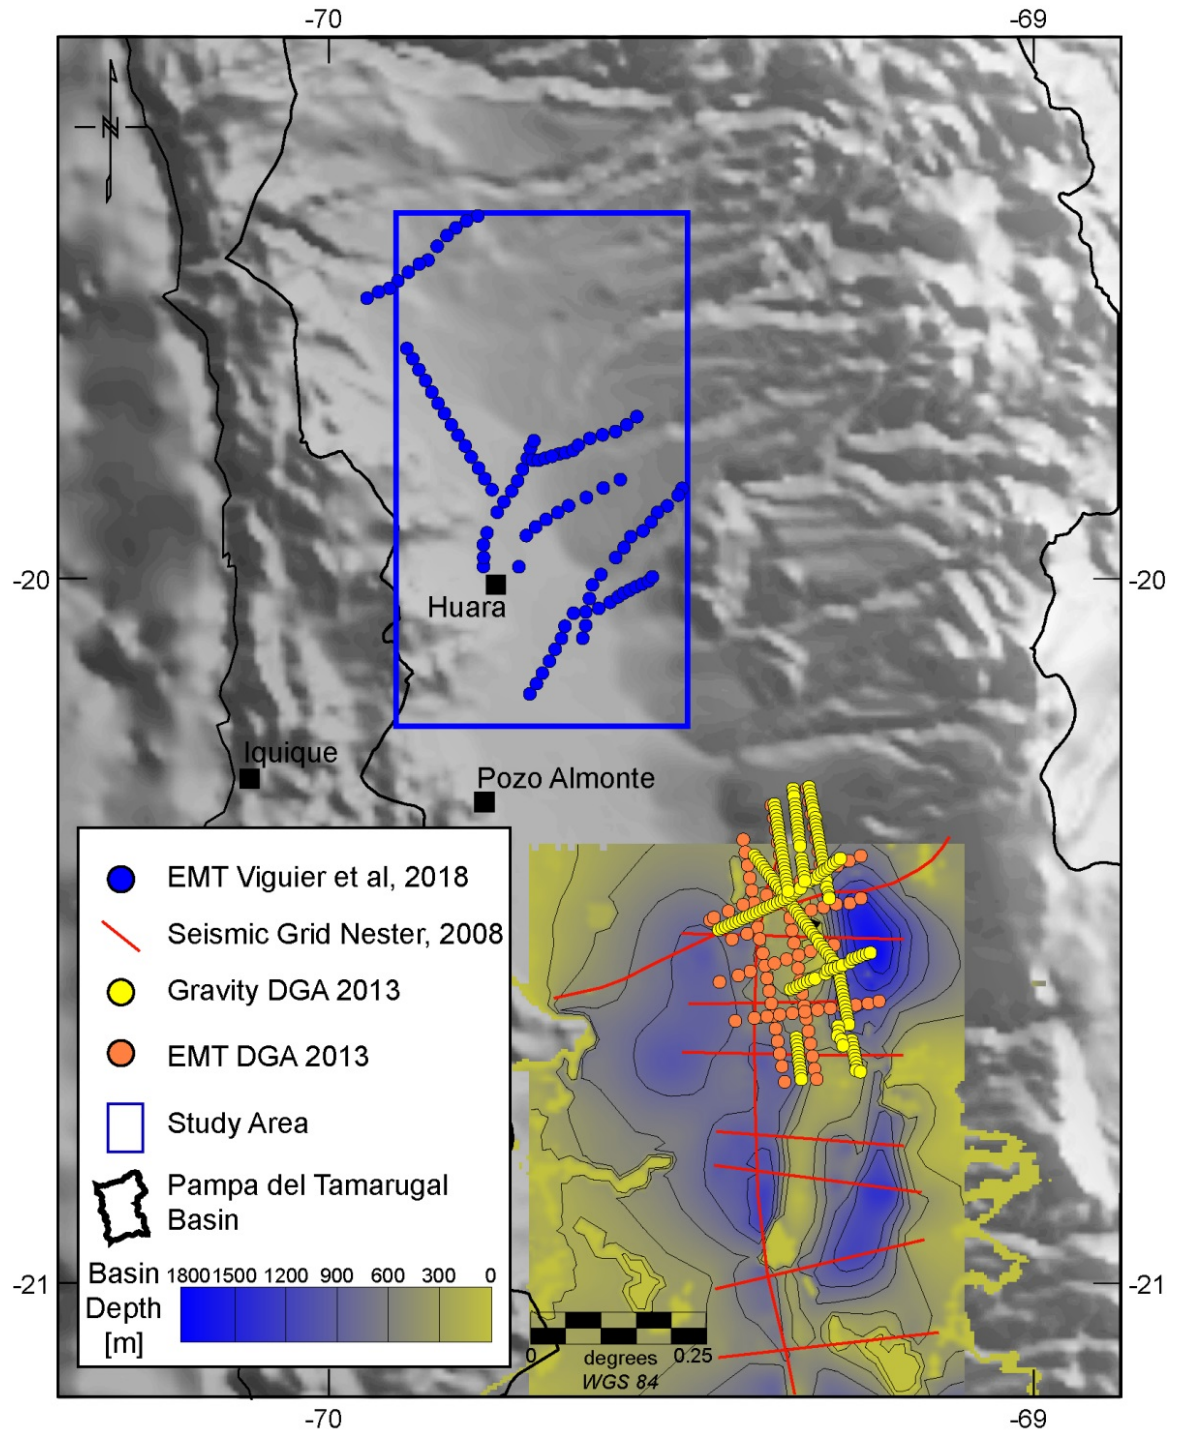 -70
-69
N
-20
-20
Huara
Iquique
Pozo Almonte
EMT Viguier et al, 2018
Seismic Grid Nester, 2008
Gravity DGA 2013
EMT DGA 2013
Study Area
Pampa del Tamarugal
Basin
Basin
Depth
[m]
1800 1500 1200 900 600 300 0
-21
-21
0 degrees 0.25
WGS 84
-70
-69